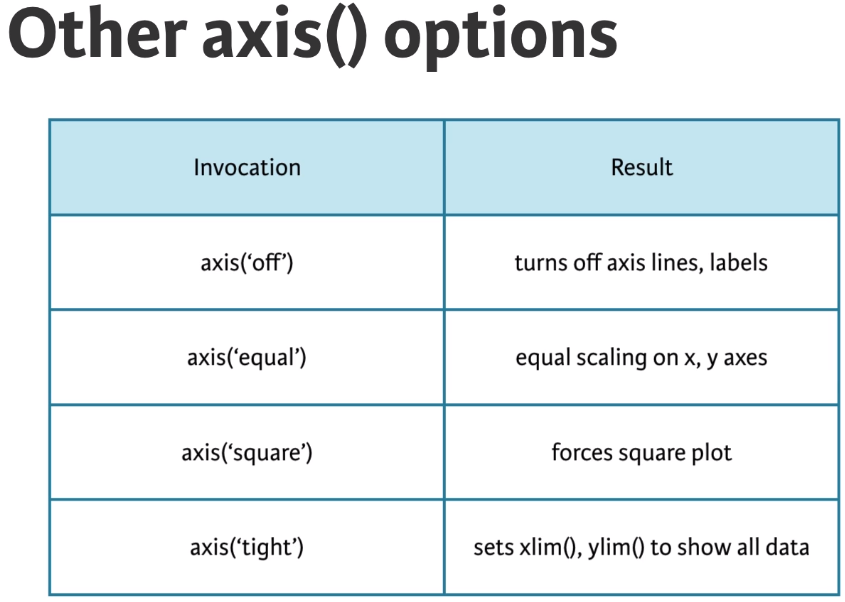 Other axis() options
Invocation
Result
axis(‘off’)
turns off axis lines, labels
axis(‘equal’)
equal scaling on x, y axes
axis(‘square’)
forces square plot
axis(‘tight’)
sets xlim(), ylim() to show all data